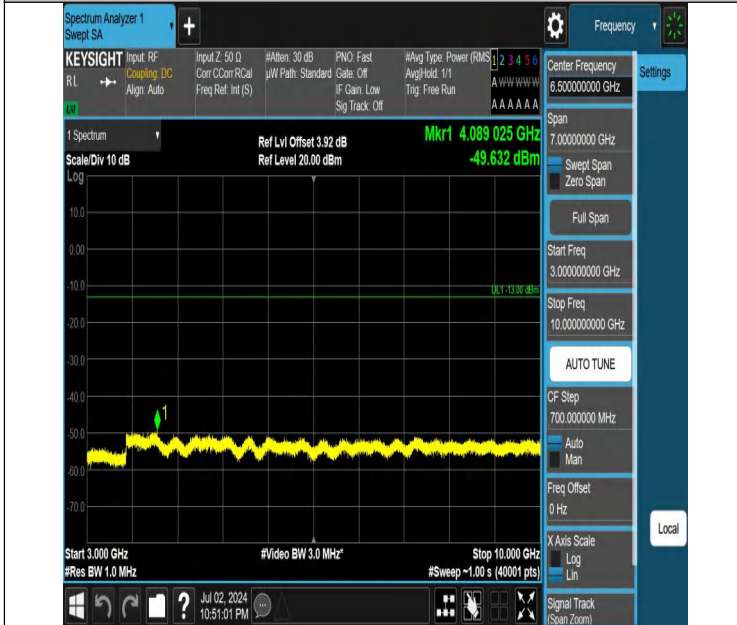 Spectrum Analyzer 1
Swept SA
+
Frequency
KEYSIGHT
RL
Input: RF
Coupling: DC
Align: Auto
Input Z: 50 Ω
Corr CCorr RCal
Freq Ref: Int (S)
#Atten: 30 dB
µW Path: Standard
PNO: Fast
Gate: Off
IF Gain: Low
Sig Track: Off
#Avg Type: Power (RMS
Avg|Hold: 1/1
Trig: Free Run
1 2 3 4 5 6
A W W W W W
A A A A A A
1 Spectrum
Scale/Div 10 dB
Ref Lvl Offset 3.92 dB
Ref Level 20.00 dBm
Mkr1 4.089 025 GHz
-49.632 dBm
Log
10.0
0.00
-10.0
DL1 -13.00 dBm
-20.0
-30.0
-40.0
1
-50.0
-60.0
-70.0
Start 3.000 GHz
#Video BW 3.0 MHz*
Stop 10.000 GHz
#Res BW 1.0 MHz
#Sweep ~1.00 s (40001 pts)
?
Jul 02, 2024
10:51:01 PM
Center Frequency
6.500000000 GHz
Settings
Span
7.00000000 GHz
Swept Span
Zero Span
Full Span
Start Freq
3.000000000 GHz
Stop Freq
10.000000000 GHz
AUTO TUNE
CF Step
700.000000 MHz
Auto
Man
Freq Offset
0 Hz
X Axis Scale
Log
Lin
Local
Signal Track
(Span Zoom)